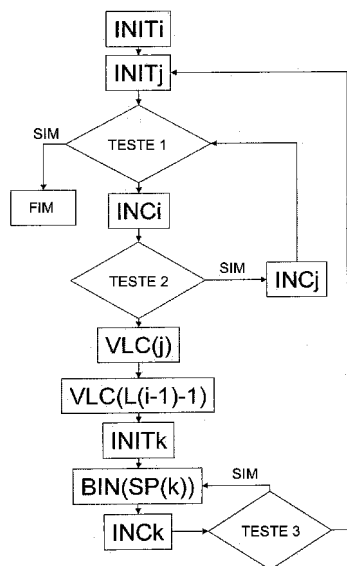 INITi
INITj
SIM
TESTE 1
FIM
INCi
TESTE 2
SIM
INCj
VLC(j)
VLC(L(i-1)-1)
INITk
SIM
BIN(SP(k))
INCk
TESTE 3